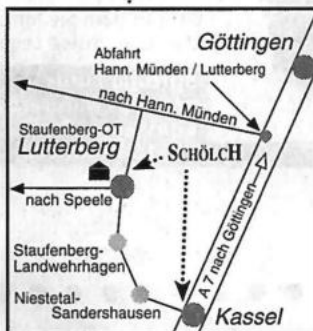 Göttingen
Abfahrt
Hann. Münden / Lutterberg
nach Hann. Münden
Staufenberg-OT
Lutterberg
SCHÖLCH
nach Speele
A 7 nach Göttingen
Staufenberg-
Landwehrhagen
Niestetal-
Sandershausen
Kassel